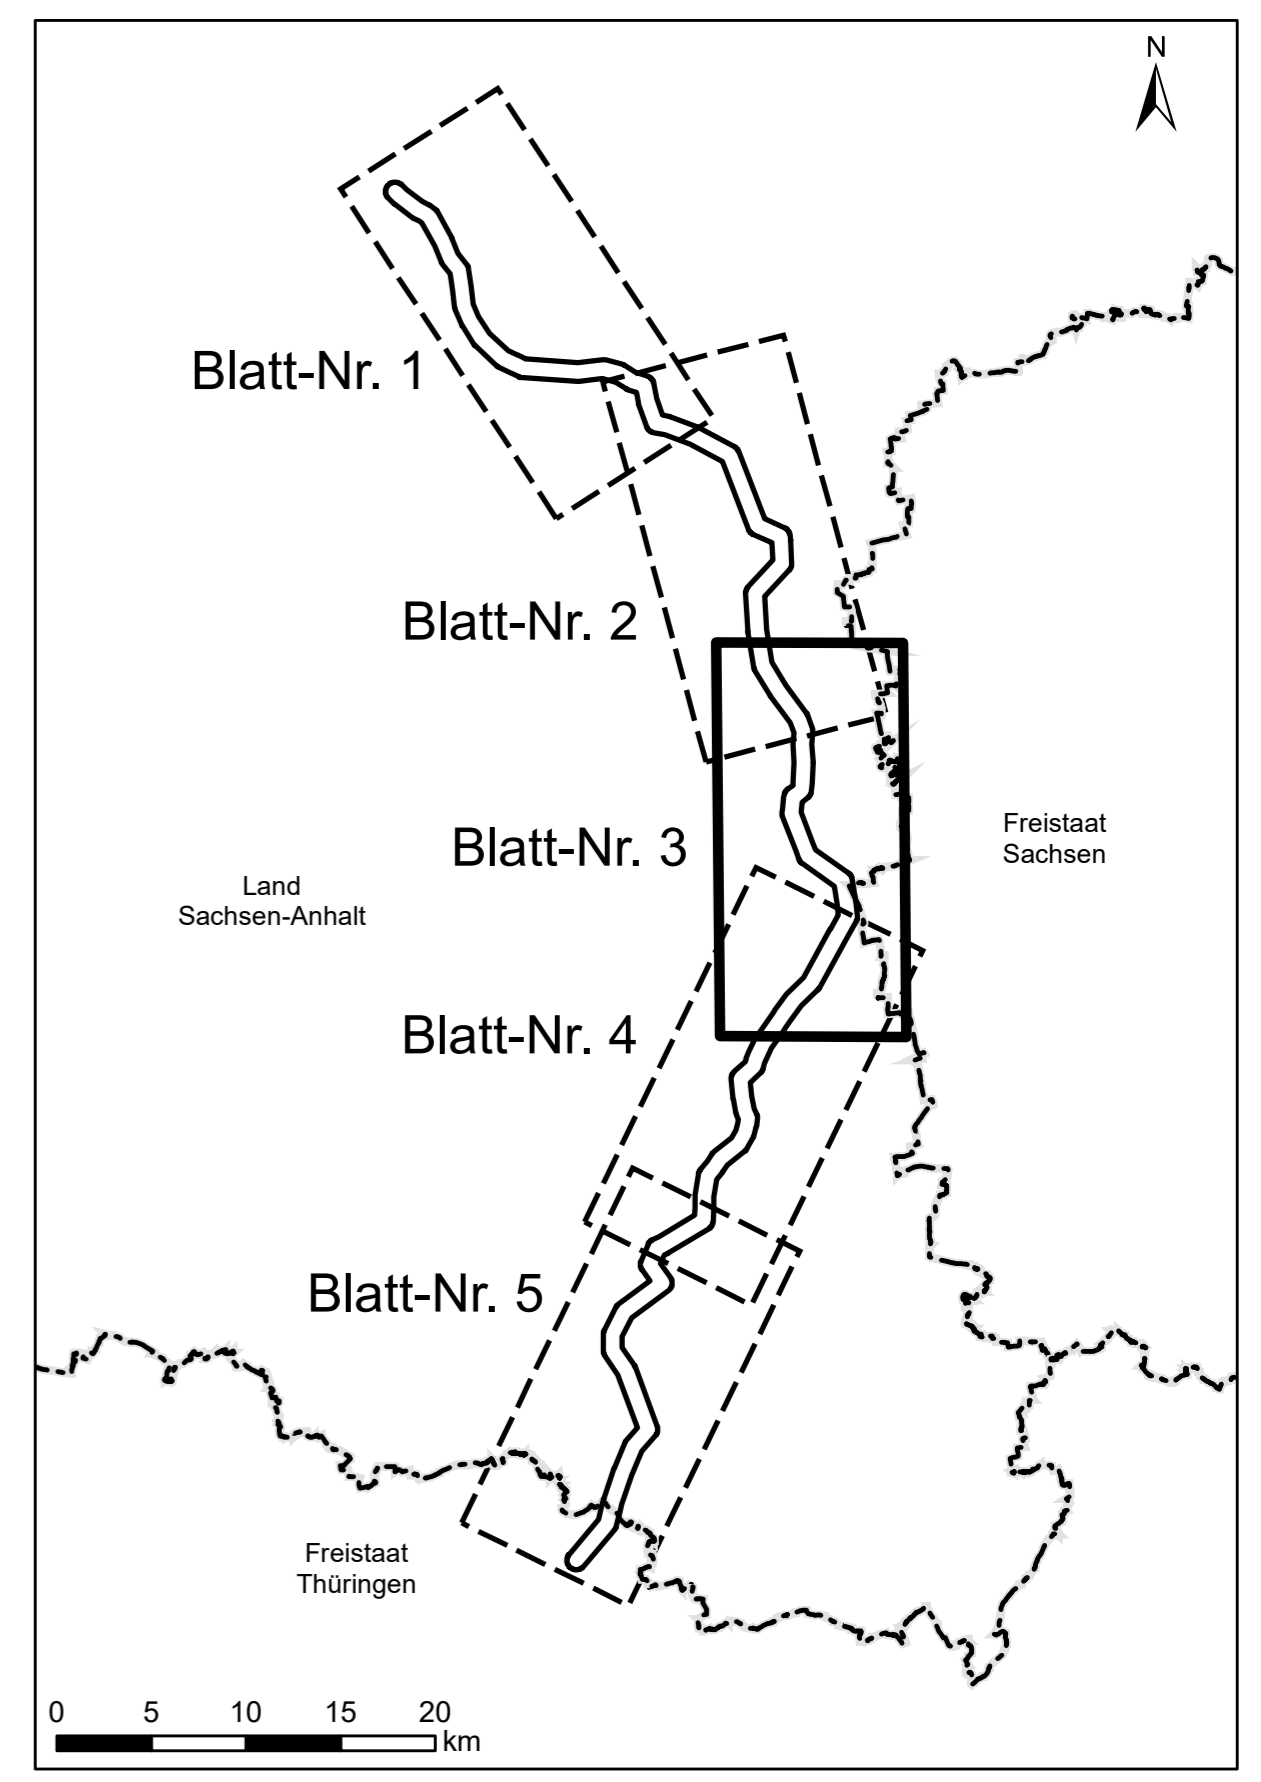 N
Blatt-Nr. 1
Blatt-Nr. 2
Blatt-Nr. 3
Freistaat
Sachsen
Land
Sachsen-Anhalt
Blatt-Nr. 4
Blatt-Nr. 5
Freistaat
Thüringen
0 5 10 15 20
km